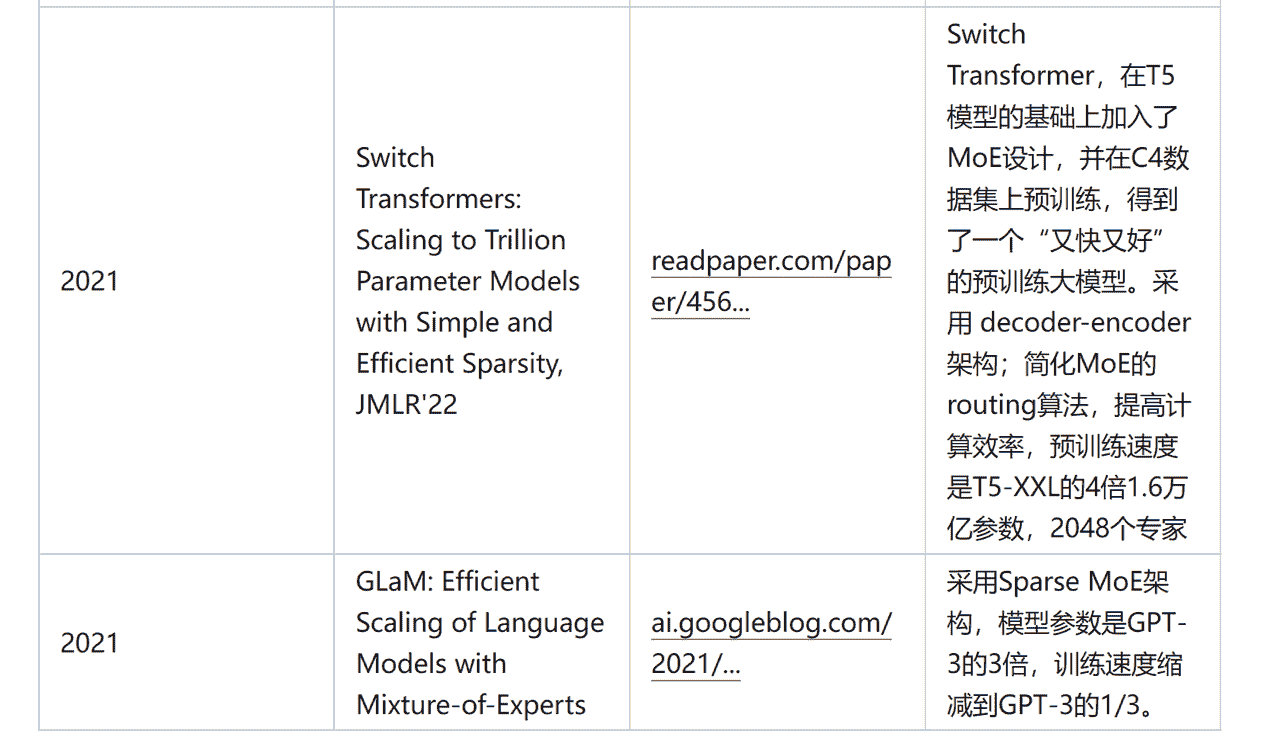 2021
Switch
Transformers:
Scaling to Trillion
Parameter Models
with Simple and
Efficient Sparsity,
JMLR'22
readpaper.com/pap
er/456...
Switch
Transformer，在T5
模型的基础上加入了
MoE设计，并在C4数
据集上预训练，得到
了一个“又快又好”
的预训练大模型。采
用 decoder-encoder
架构；简化MoE的
routing算法，提高计
算效率，预训练速度
是T5-XXL的4倍1.6万
亿参数，2048个专家
2021
GLaM: Efficient
Scaling of Language
Models with
Mixture-of-Experts
ai.googleblog.com/
2021/...
采用Sparse MoE架
构，模型参数是GPT-
3的3倍，训练速度缩
减到GPT-3的1/3。